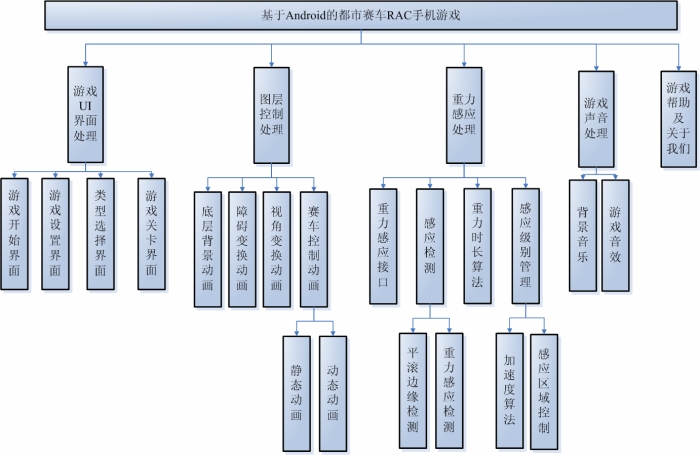 基于Android的都市赛车RAC手机游戏
游戏
UI
界面
处理
图层
控制
处理
重力
感应
处理
游戏
声音
处理
游戏
帮助
及
关于
我们
游戏开始界面
游戏设置界面
类型选择界面
游戏关卡界面
底层背景动画
障碍变换动画
视角变换动画
赛车控制动画
重力感应接口
感应检测
重力时长算法
感应级别管理
背景音乐
游戏音效
静态动画
动态动画
平滚边缘检测
重力感应检测
加速度算法
感应区域控制